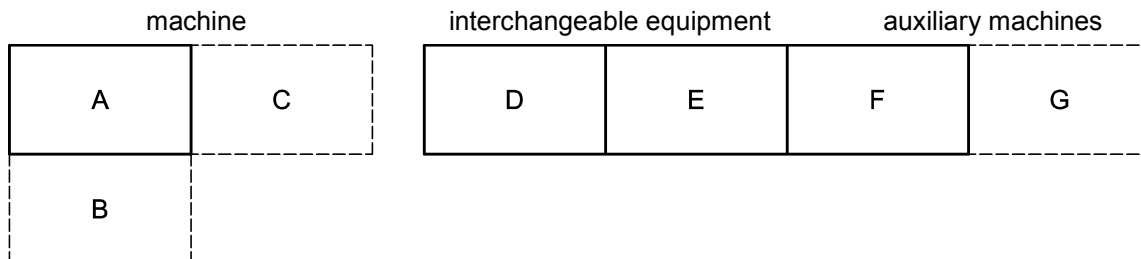 machine interchangeable equipment auxiliary machines
A C D E F G
B